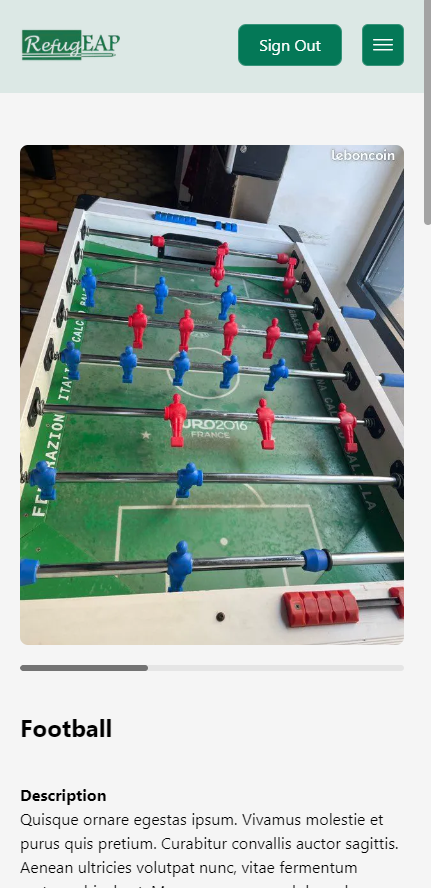 RefugEAP
Sign Out
leboncoin
EURO2016
FRANCE
Football
Description
Quisque ornare egestas ipsum. Vivamus molestie et
purus quis pretium. Curabitur convallis auctor sagittis.
Aenean ultricies volutpat nunc, vitae fermentum